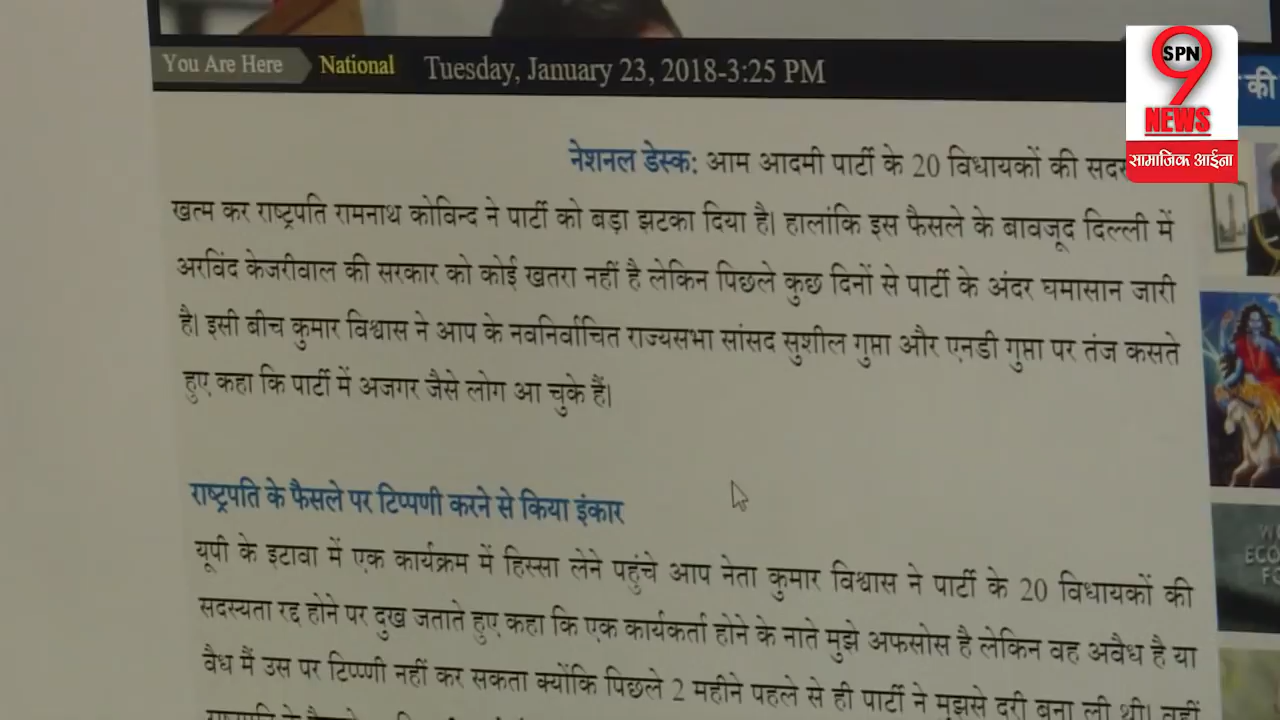 You Are Here National Tuesday, January 23, 2018-3:25 PM
SPN
9
NEWS
सामाजिक आईना
की
नेशनल डेस्क: आम आदमी पार्टी के 20 विधायकों की
खत्म कर राष्ट्रपति रामनाथ कोविन्द ने पार्टी को बड़ा झटका दिया है। हालांकि इस फैसले के बावजूद दिल्ली में
अरविंद केजरीवाल की सरकार को कोई खतरा नहीं है लेकिन पिछले कुछ दिनों से पार्टी के अंदर घमासान जारी
है। इसी बीच कुमार विश्वास ने आप के नवनिर्वाचित राज्यसभा सांसद सुशील गुप्ता और एनडी गुप्ता पर तंज कसते
हुए कहा कि पार्टी में अजगर जैसे लोग आ चुके हैं।
राष्ट्रपति के फैसले पर टिप्पणी करने से किया इंकार
यूपी के इटावा में एक कार्यक्रम में हिस्सा लेने पहुंचे आप नेता कुमार विश्वास ने पार्टी के 20 विधायकों की
सदस्यता रद्द होने पर दुख जताते हुए कहा कि एक कार्यकर्ता होने के नाते मुझे अफसोस है लेकिन वह अवैध है या
वैध मैं उस पर टिप्पणी नहीं कर सकता क्योंकि पिछले 2 महीने पहले से ही पार्टी ने मुझसे दूरी बना ली थी। वहीं